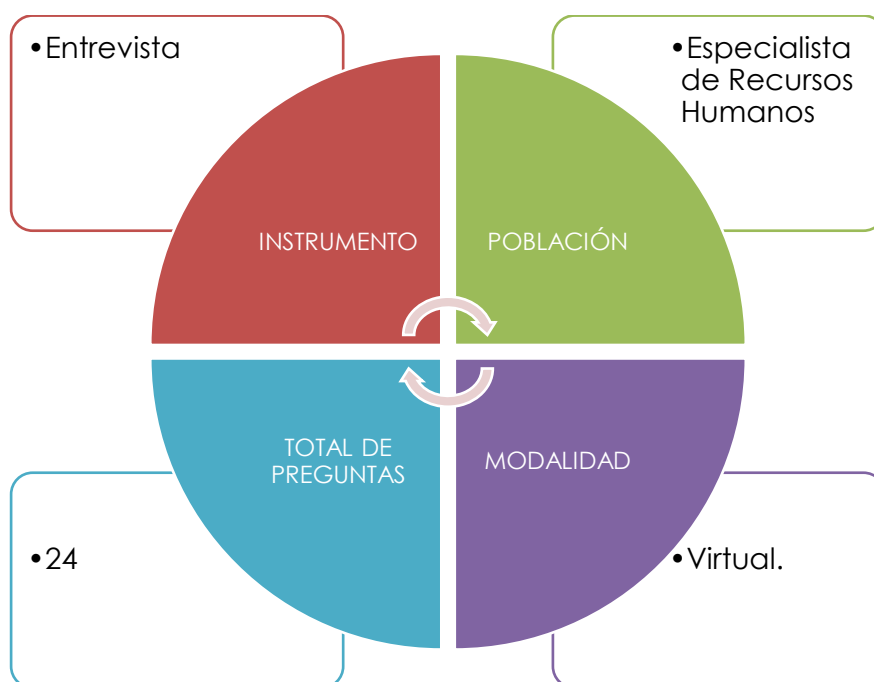 •Entrevista
•Especialista
de Recursos
Humanos
INSTRUMENTO
POBLACIÓN
TOTAL DE
PREGUNTAS
MODALIDAD
•24
•Virtual.